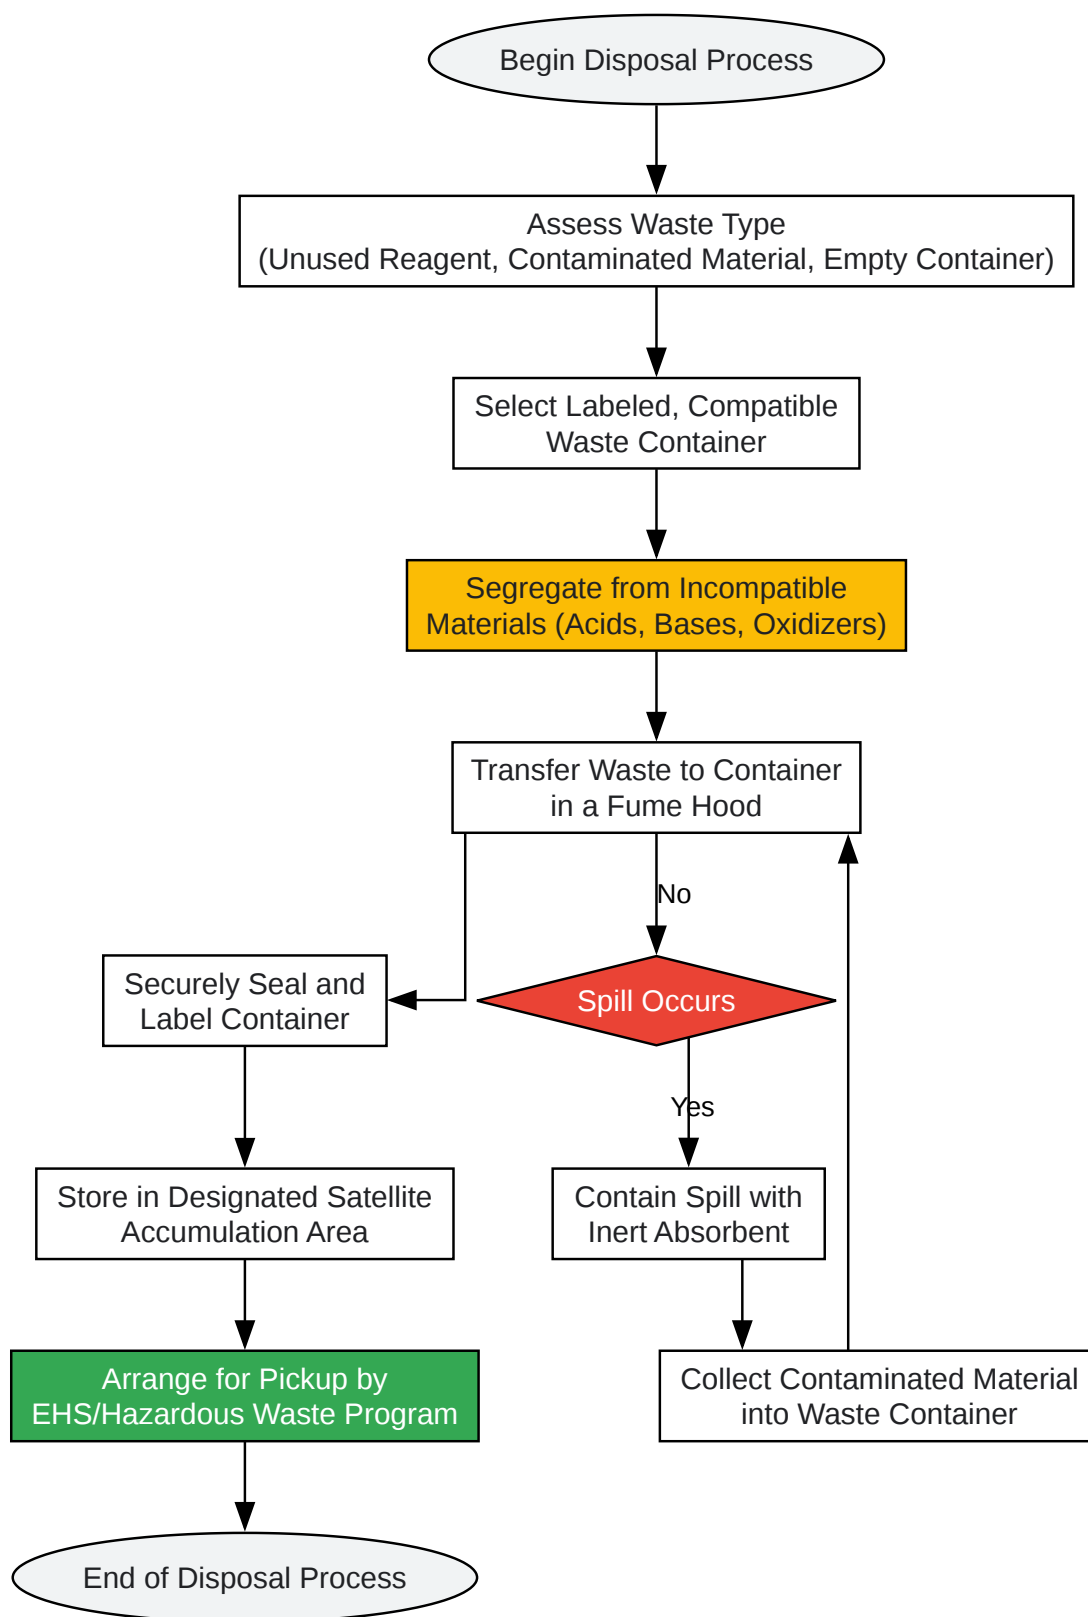 Begin Disposal Process
Assess Waste Type
(Unused Reagent, Contaminated Material, Empty Container)
Select Labeled, Compatible
Waste Container
Segregate from Incompatible
Materials (Acids, Bases, Oxidizers)
Transfer Waste to Container
in a Fume Hood
No
Securely Seal and
Label Container
Spill Occurs
Yes
Store in Designated Satellite
Accumulation Area
Contain Spill with
Inert Absorbent
Arrange for Pickup by
EHS/Hazardous Waste Program
Collect Contaminated Material
into Waste Container
End of Disposal Process